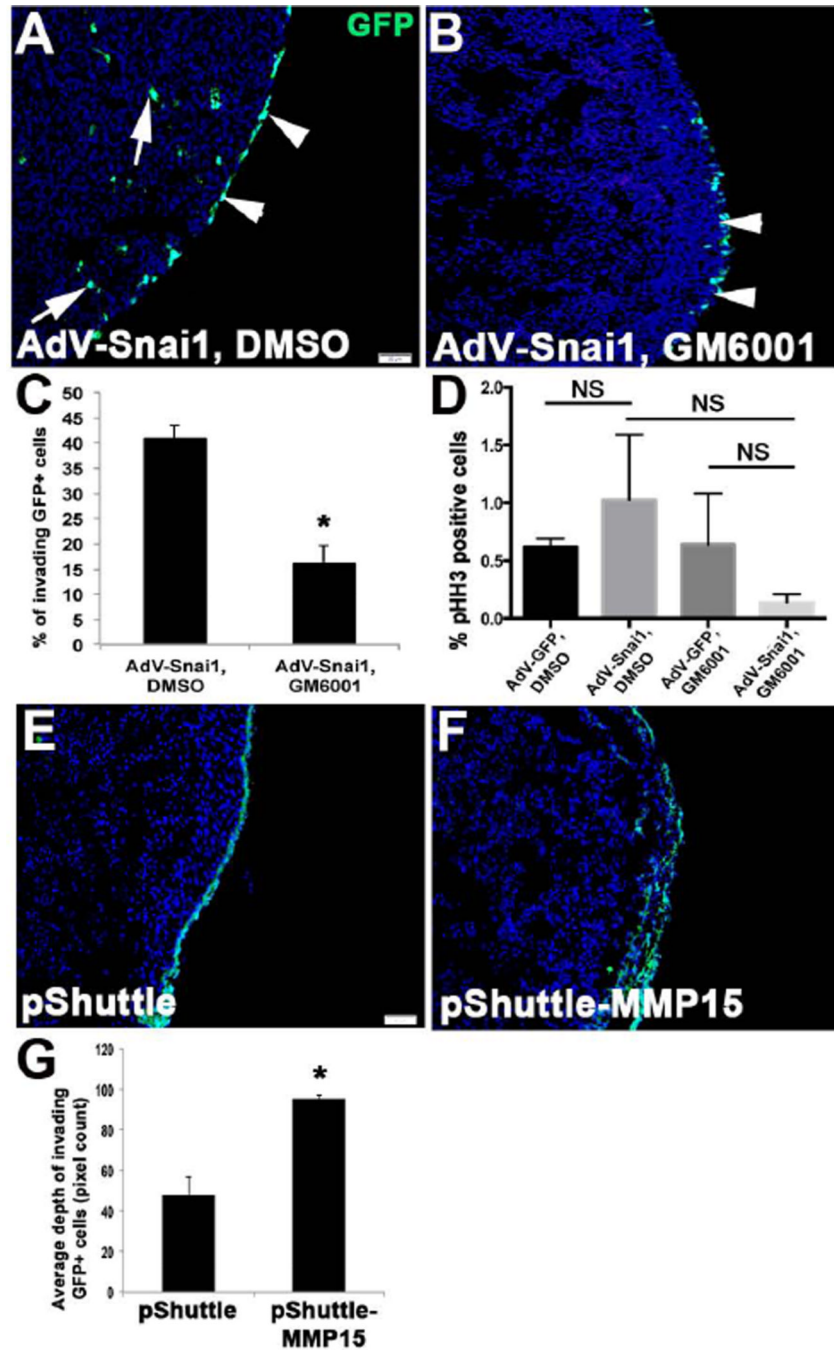 A
GFP
B
AdV-Snai1, DMSO
AdV-Snai1, GM6001
C
50
45
40
35
30
25
20
15
10
5
0
% of invading GFP+ cells
*
AdV-Snai1,
DMSO
AdV-Snai1,
GM6001
D
2.0
1.5
1.0
0.5
0.0
% pHH3 positive cells
NS
NS
NS
AdV-GFP,
DMSO
AdV-Snai1,
DMSO
AdV-GFP,
GM6001
AdV-Snai1,
GM6001
E
F
pShuttle
pShuttle-MMP15
G
120
100
80
60
40
20
0
Average depth of invading
GFP+ cells (pixel count)
*
pShuttle
pShuttle-
MMP15